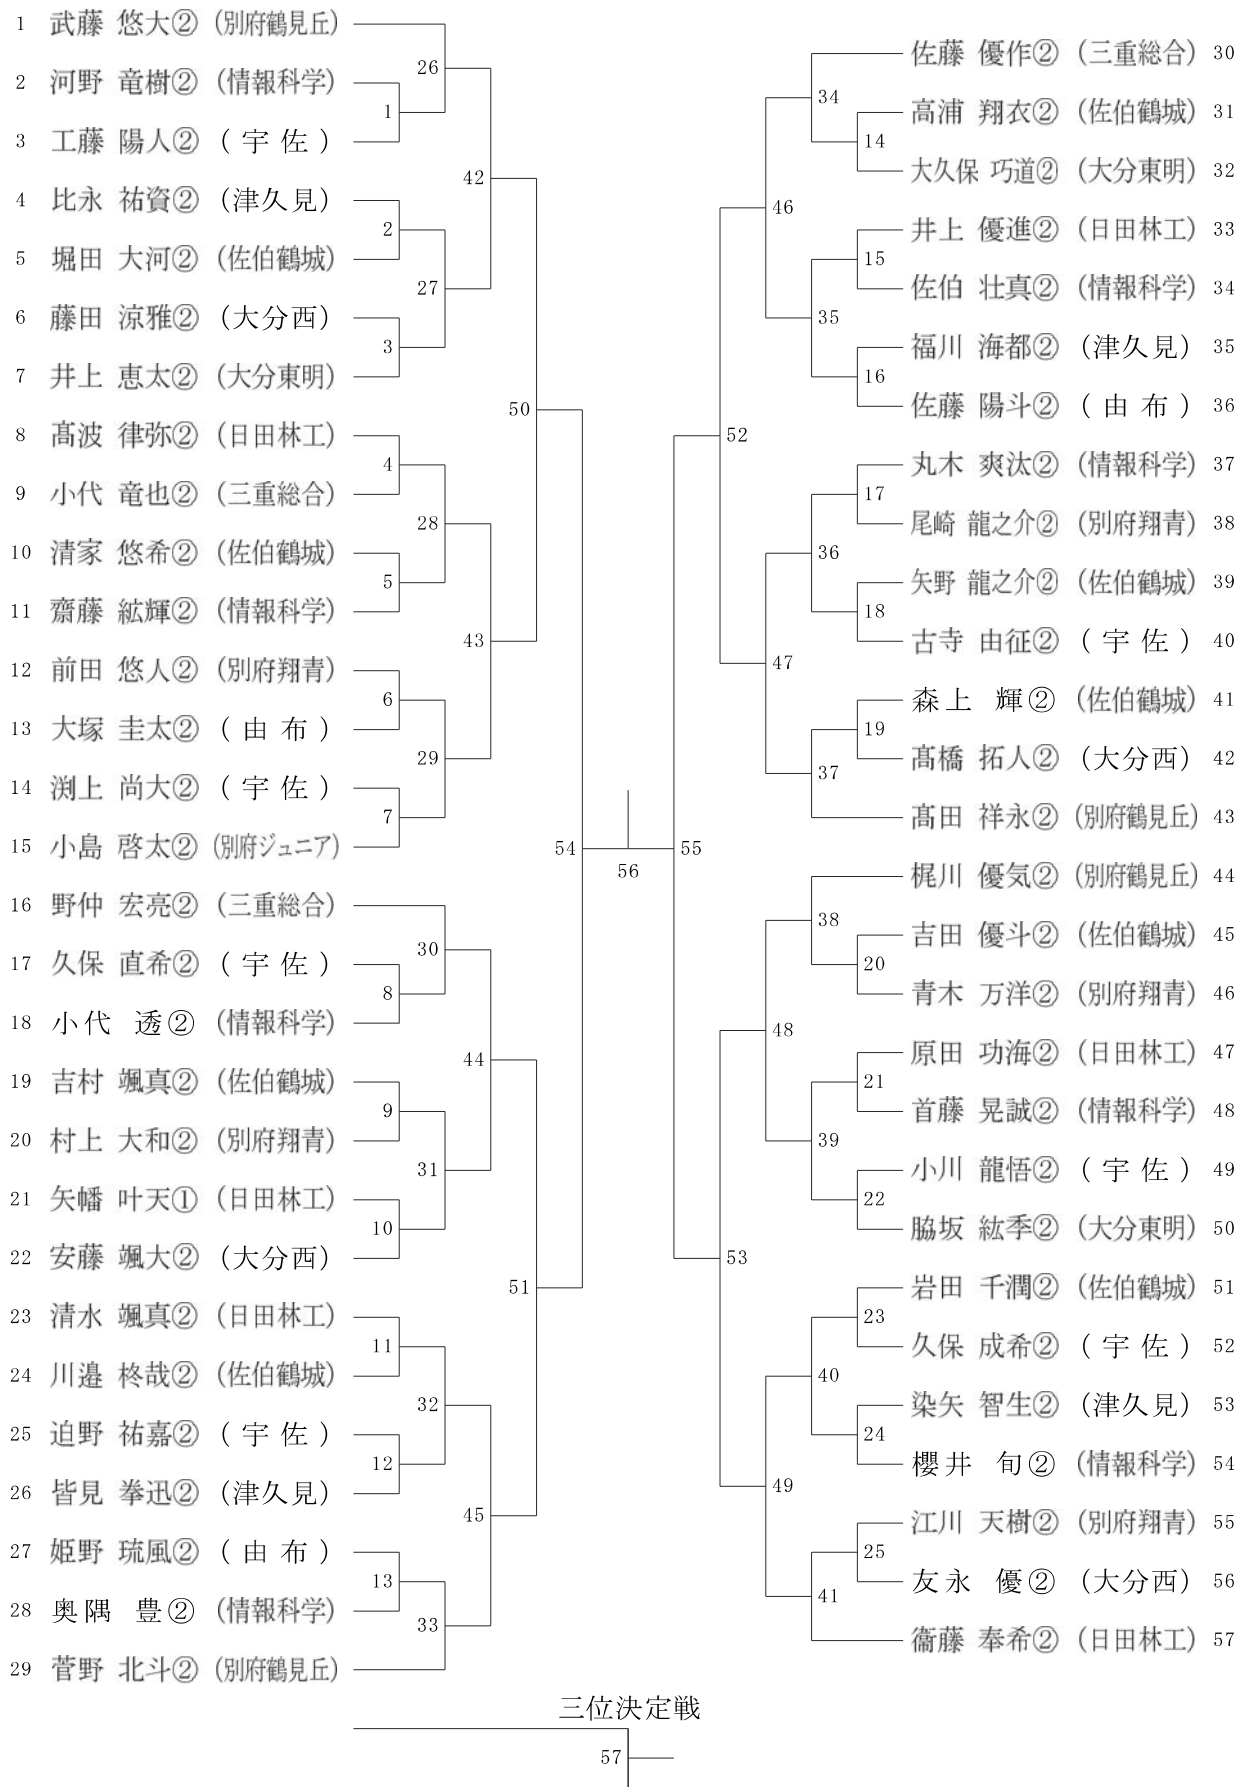 1 武藤 悠大② (別府鶴見丘)
2 河野 竜樹② (情報科学)
3 工藤 陽人② (宇佐)
4 比永 祐資② (津久見)
5 堀田 大河② (佐伯鶴城)
6 藤田 涼雅② (大分西)
7 井上 恵太② (大分東明)
8 髙波 律弥② (日田林工)
9 小代 竜也② (三重総合)
10 清家 悠希② (佐伯鶴城)
11 齋藤 紘輝② (情報科学)
12 前田 悠人② (別府翔青)
13 大塚 圭太② (由布)
14 渕上 尚大② (宇佐)
15 小島 啓太② (別府ジュニア)
16 野仲 宏亮② (三重総合)
17 久保 直希② (宇佐)
18 小代 透② (情報科学)
19 吉村 颯真② (佐伯鶴城)
20 村上 大和② (別府翔青)
21 矢幡 叶天① (日田林工)
22 安藤 颯大② (大分西)
23 清水 颯真② (日田林工)
24 川邉 柊哉② (佐伯鶴城)
25 迫野 祐嘉② (宇佐)
26 皆見 拳迅② (津久見)
27 姫野 琉風② (由布)
28 奥隅 豊② (情報科学)
29 菅野 北斗② (別府鶴見丘)
1
2
3
4
5
6
7
8
9
10
11
12
13
26
27
28
29
30
31
32
33
42
43
44
45
50
51
54
56
55
52
53
46
47
48
49
34
35
36
37
38
39
40
41
14
15
16
17
18
19
20
21
22
23
24
25
佐藤 優作② (三重総合) 30
高浦 翔衣② (佐伯鶴城) 31
大久保 巧道② (大分東明) 32
井上 優進② (日田林工) 33
佐伯 壮真② (情報科学) 34
福川 海都② (津久見) 35
佐藤 陽斗② (由布) 36
丸木 爽汰② (情報科学) 37
尾崎 龍之介② (別府翔青) 38
矢野 龍之介② (佐伯鶴城) 39
古寺 由征② (宇佐) 40
森上 輝② (佐伯鶴城) 41
髙橋 拓人② (大分西) 42
髙田 祥永② (別府鶴見丘) 43
梶川 優気② (別府鶴見丘) 44
吉田 優斗② (佐伯鶴城) 45
青木 万洋② (別府翔青) 46
原田 功海② (日田林工) 47
首藤 晃誠② (情報科学) 48
小川 龍悟② (宇佐) 49
脇坂 紘季② (大分東明) 50
岩田 千潤② (佐伯鶴城) 51
久保 成希② (宇佐) 52
染矢 智生② (津久見) 53
櫻井 旬② (情報科学) 54
江川 天樹② (別府翔青) 55
友永 優② (大分西) 56
衞藤 奉希② (日田林工) 57
三位決定戦
57